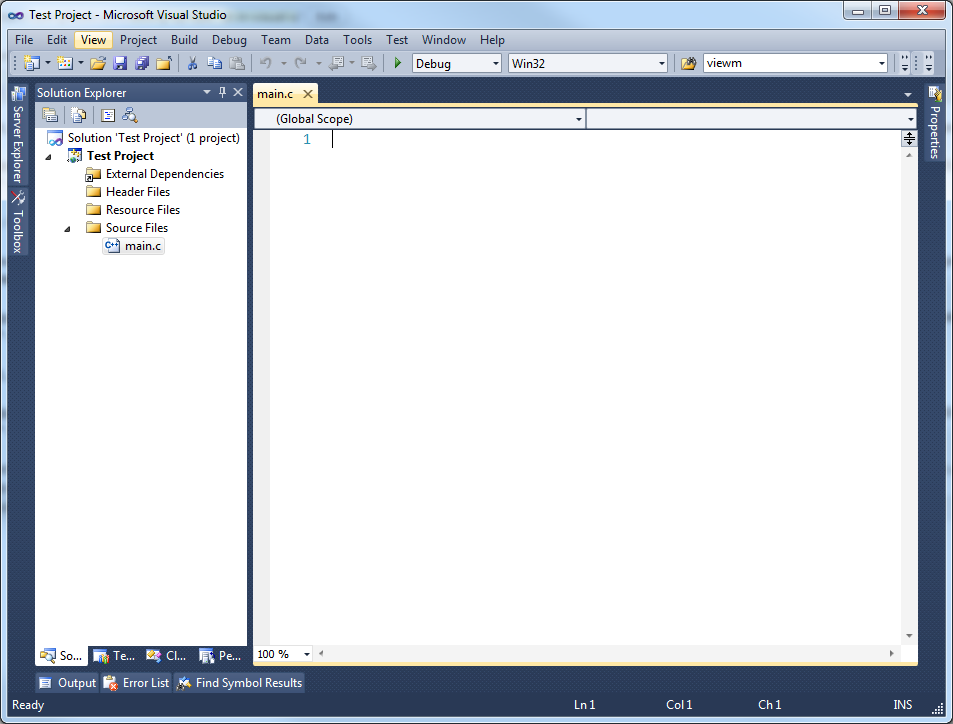 Test Project - Microsoft Visual Studio
File Edit View Project Build Debug Team Data Tools Test Window Help
Debug Win32 viewm
Server Explorer
Toolbox
Solution Explorer
Solution 'Test Project' (1 project)
Test Project
External Dependencies
Header Files
Resource Files
Source Files
main.c
So... Te... Cl... Pe...
main.c
(Global Scope)
1
100 %
Properties
Output Error List Find Symbol Results
Ready Ln 1 Col 1 Ch 1 INS